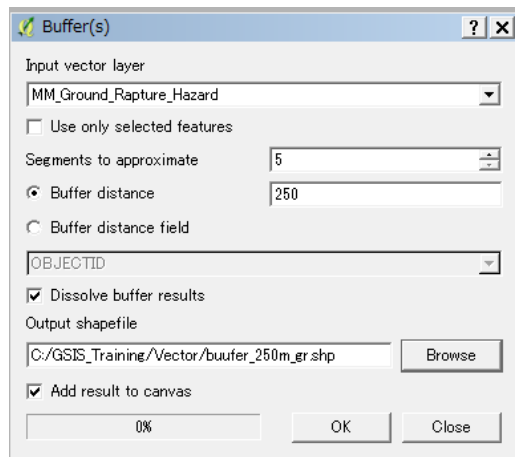 Buffer(s)
Input vector layer
MM_Ground_Rapture_Hazard
Use only selected features
Segments to approximate 5
Buffer distance 250
Buffer distance field
OBJECTID
Dissolve buffer results
Output shapefile
C:/GSIS_Training/Vector/buufer_250m_gr.shp Browse
Add result to canvas
0% OK Close